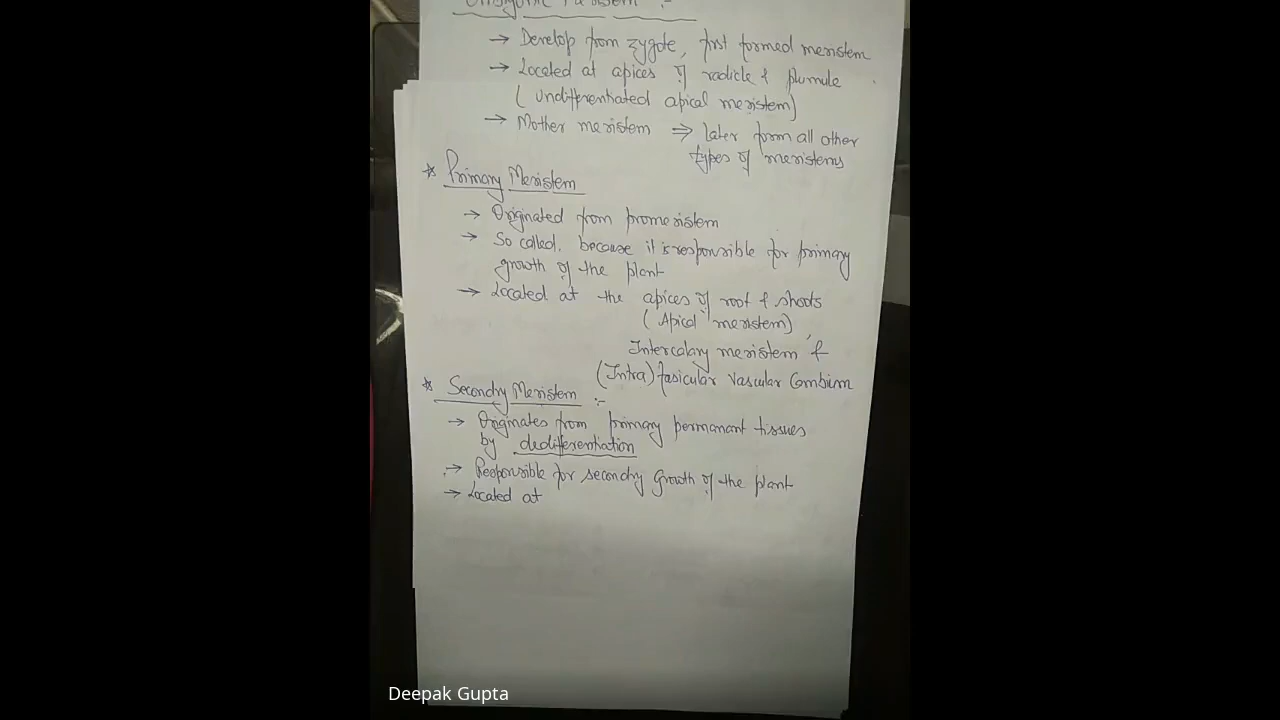 → Develop from zygote, first formed meristem
→ Located at apices of radicle & plumule
(undifferentiated apical meristem)
→ Mother meristem ⇒ later form all other
types of meristems
* Primary Meristem
→ Originated from promeristem
→ So called, because it is responsible for primary
growth of the plant
→ Located at the apices of root & shoots
(Apical meristem),
Intercalary meristem &
(Intra) fasicular vascular Cambium
* Secondry Meristem :-
→ Originates from primary permanant tissues
by dedifferentiation
→ Responsible for secondry Growth of the plant
→ Located at
Deepak Gupta